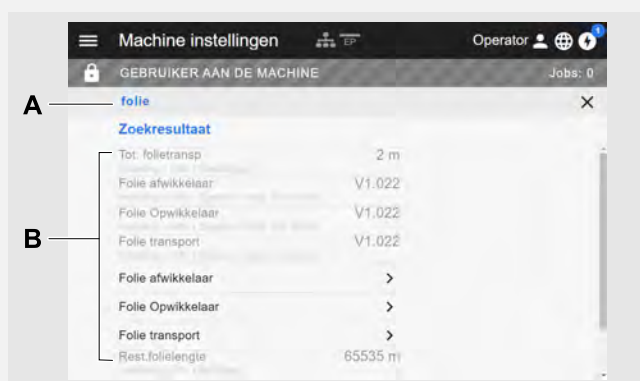 Machine instellingen EP Operator 1
GEBRUIKER AAN DE MACHINE Jobs: 0
A
folie
Zoekresultaat
Tot. folietransp 2 m
Folie afwikkelaar V1.022
Folie Opwikkelaar V1.022
B
Folie transport V1.022
Folie afwikkelaar
Folie Opwikkelaar
Folie transport
Rest.folielengte 65535 m